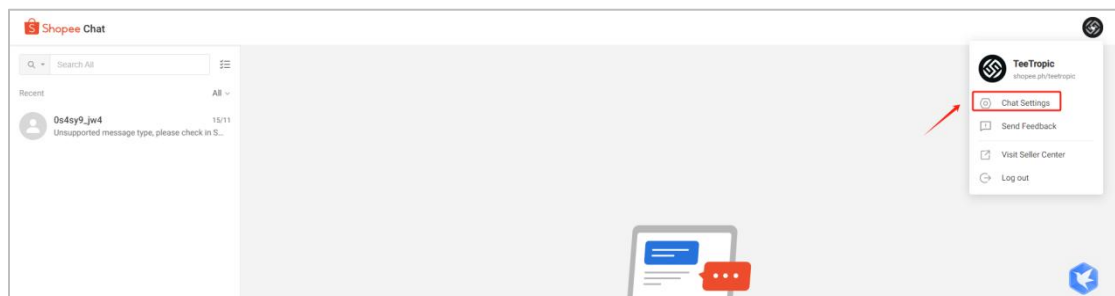 Shopee Chat
Search All
Recent
All
0s4sy9_jw4
15/11
Unsupported message type, please check in S...
TeeTropic
shopee.ph/teetropic
Chat Settings
Send Feedback
Visit Seller Center
Log out